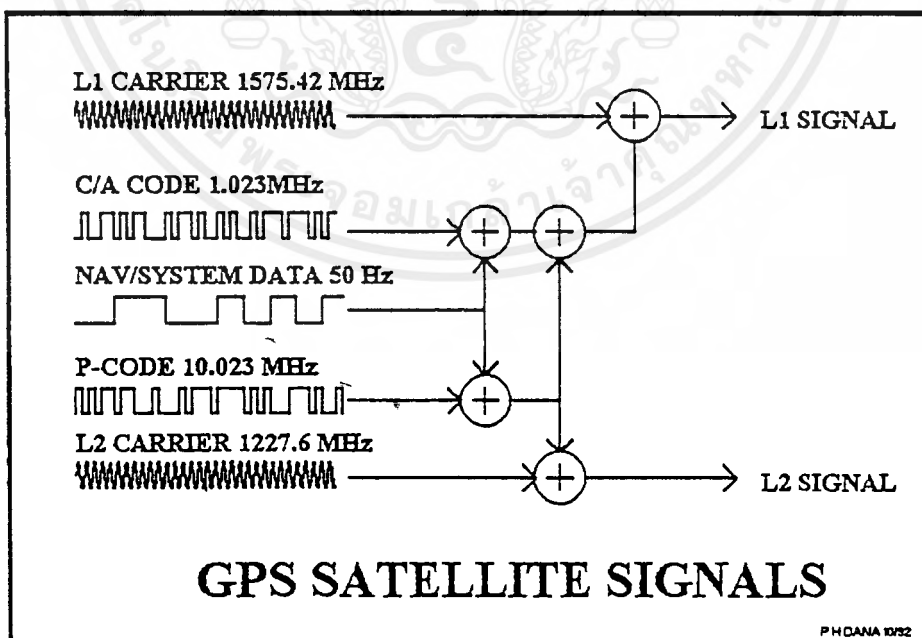 L1 CARRIER 1575.42 MHz
L1 SIGNAL
C/A CODE 1.023MHz
NAV/SYSTEM DATA 50 Hz
P-CODE 10.023 MHz
L2 CARRIER 1227.6 MHz
L2 SIGNAL
GPS SATELLITE SIGNALS
P H DANA 10/92